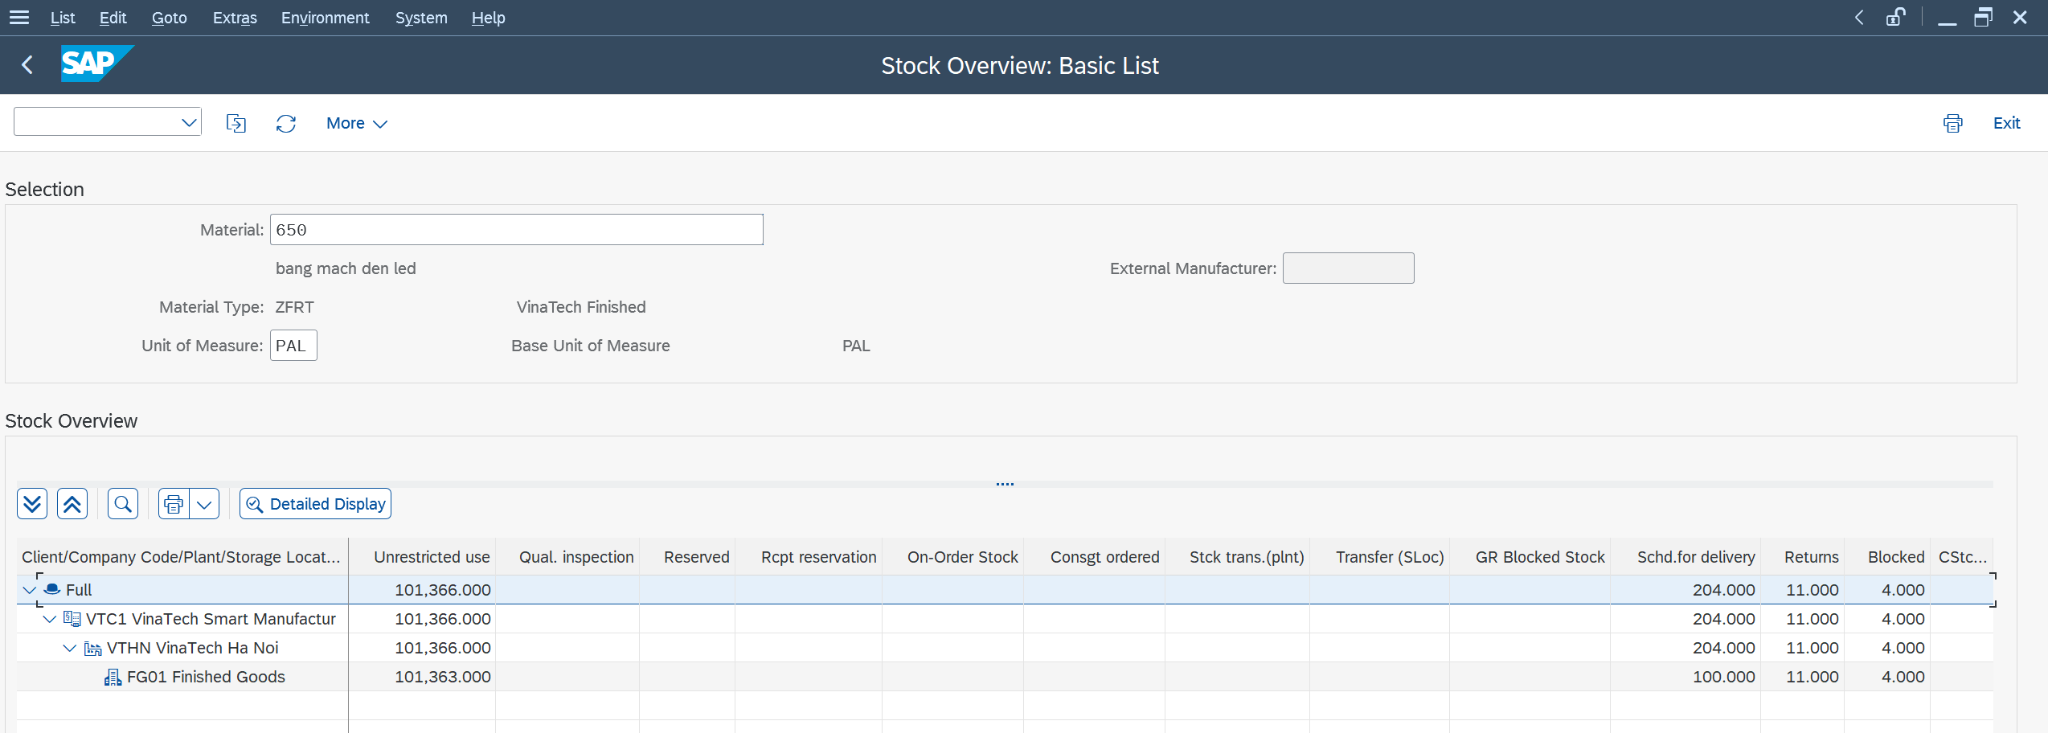 List Edit Goto Extras Environment System Help
SAP
Stock Overview: Basic List
More Exit
Selection
Material: 650
bang mach den led External Manufacturer:
Material Type: ZFRT VinaTech Finished
Unit of Measure: PAL Base Unit of Measure PAL
Stock Overview
Detailed Display
Client/Company Code/Plant/Storage Locat... Unrestricted use Qual. inspection Reserved Rcpt reservation On-Order Stock Consgt ordered Stck trans.(plnt) Transfer (SLoc) GR Blocked Stock Schd.for delivery Returns Blocked CStc...
Full 101,366.000 204.000 11.000 4.000
VTC1 VinaTech Smart Manufactur 101,366.000 204.000 11.000 4.000
VTHN VinaTech Ha Noi 101,366.000 204.000 11.000 4.000
FG01 Finished Goods 101,363.000 100.000 11.000 4.000